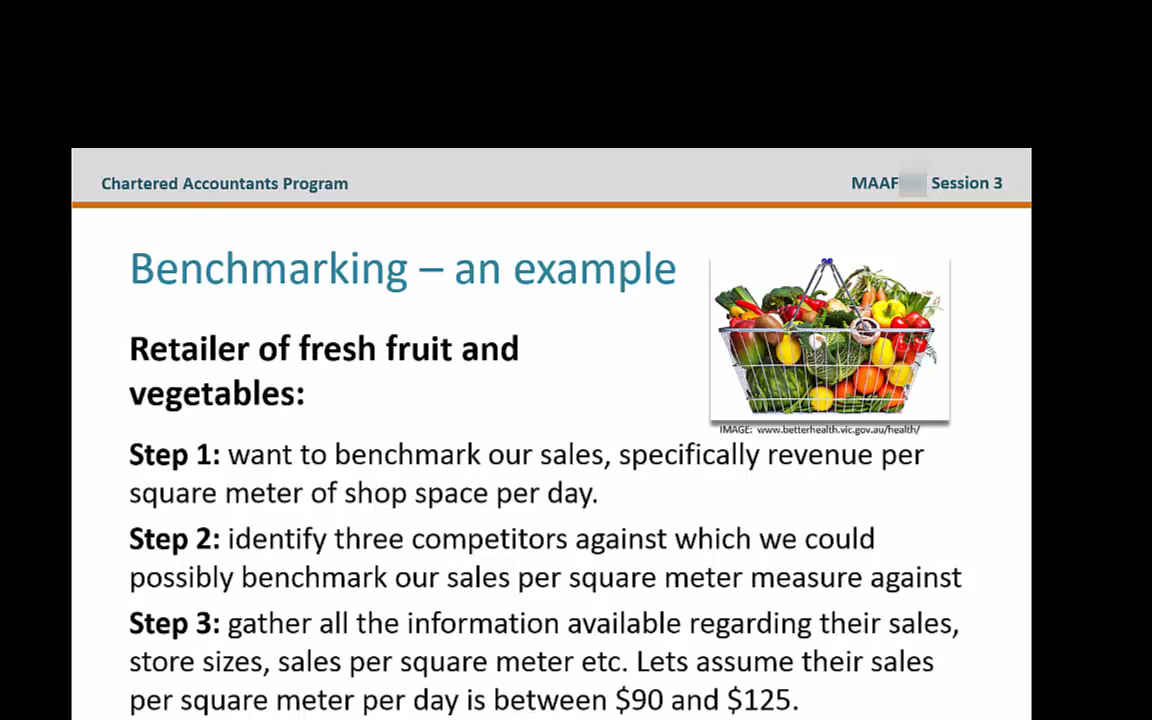 Chartered Accountants Program
MAAF Session 3
Benchmarking – an example
Retailer of fresh fruit and
vegetables:
IMAGE: www.betterhealth.vic.gov.au/health/
Step 1: want to benchmark our sales, specifically revenue per
square meter of shop space per day.
Step 2: identify three competitors against which we could
possibly benchmark our sales per square meter measure against
Step 3: gather all the information available regarding their sales,
store sizes, sales per square meter etc. Lets assume their sales
per square meter per day is between $90 and $125.